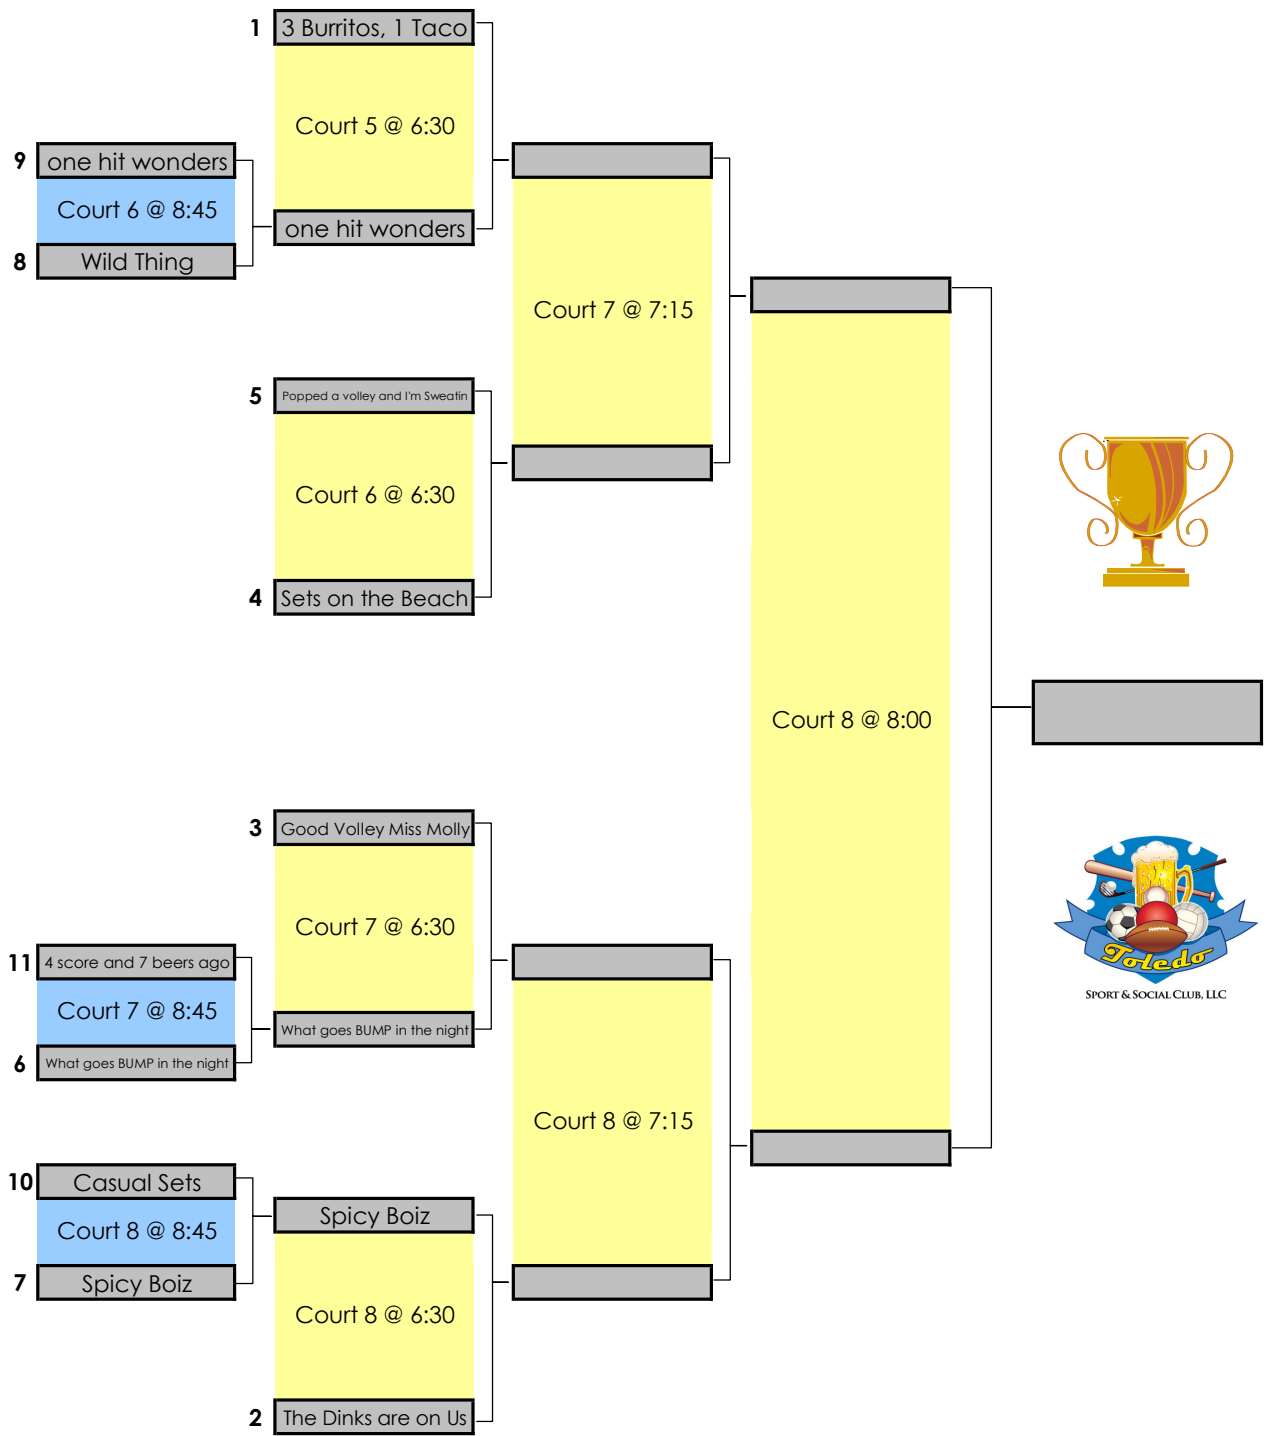 1 3 Burritos, 1 Taco
Court 5 @ 6:30
9 one hit wonders
Court 6 @ 8:45
one hit wonders
8 Wild Thing
Court 7 @ 7:15
5 Popped a volley and I'm Sweatin
Court 6 @ 6:30
4 Sets on the Beach
Court 8 @ 8:00
3 Good Volley Miss Molly
Court 7 @ 6:30
11 4 score and 7 beers ago
Court 7 @ 8:45
What goes BUMP in the night
6 What goes BUMP in the night
Court 8 @ 7:15
10 Casual Sets
Court 8 @ 8:45
Spicy Boiz
7 Spicy Boiz
Court 8 @ 6:30
2 The Dinks are on Us
Toledo
SPORT & SOCIAL CLUB, LLC